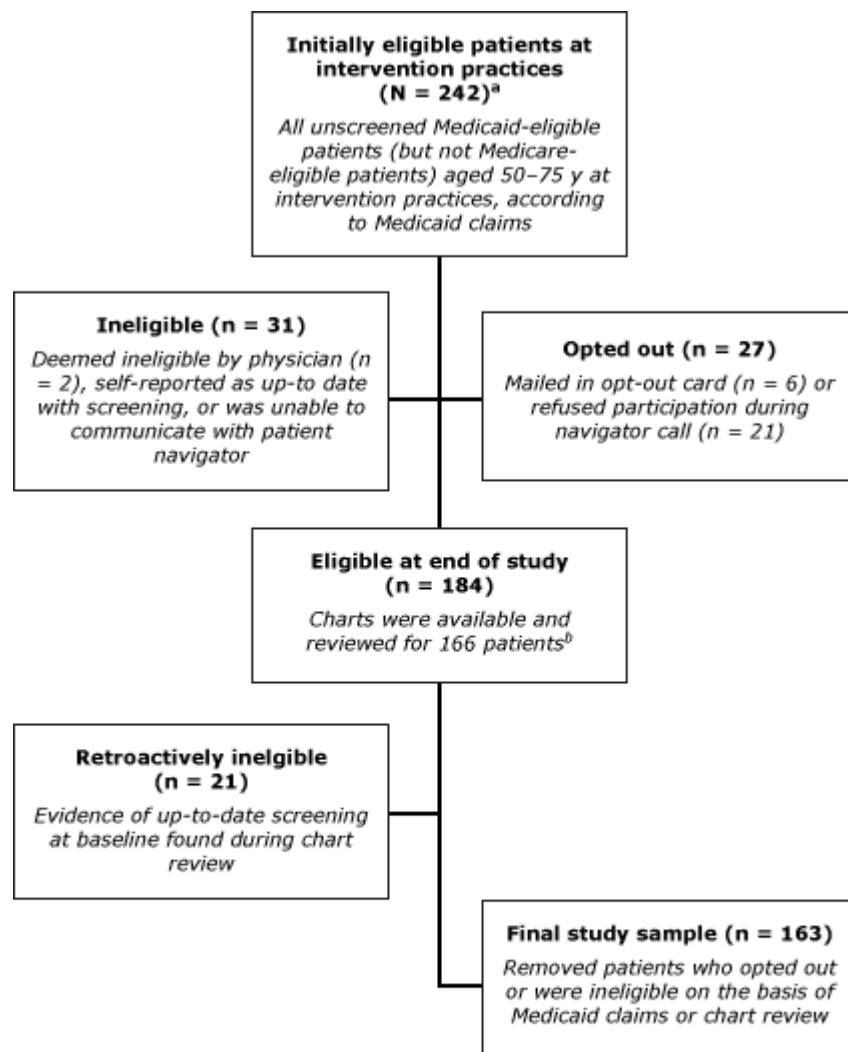 Initially eligible patients at
intervention practices
(N = 242)a
All unscreened Medicaid-eligible
patients (but not Medicare-
eligible patients) aged 50–75 y at
intervention practices, according
to Medicaid claims
Ineligible (n = 31)
Deemed ineligible by physician (n
= 2), self-reported as up-to date
with screening, or was unable to
communicate with patient
navigator
Opted out (n = 27)
Mailed in opt-out card (n = 6) or
refused participation during
navigator call (n = 21)
Eligible at end of study
(n = 184)
Charts were available and
reviewed for 166 patientsb
Retroactively inelgible
(n = 21)
Evidence of up-to-date screening
at baseline found during chart
review
Final study sample (n = 163)
Removed patients who opted out
or were ineligible on the basis of
Medicaid claims or chart review